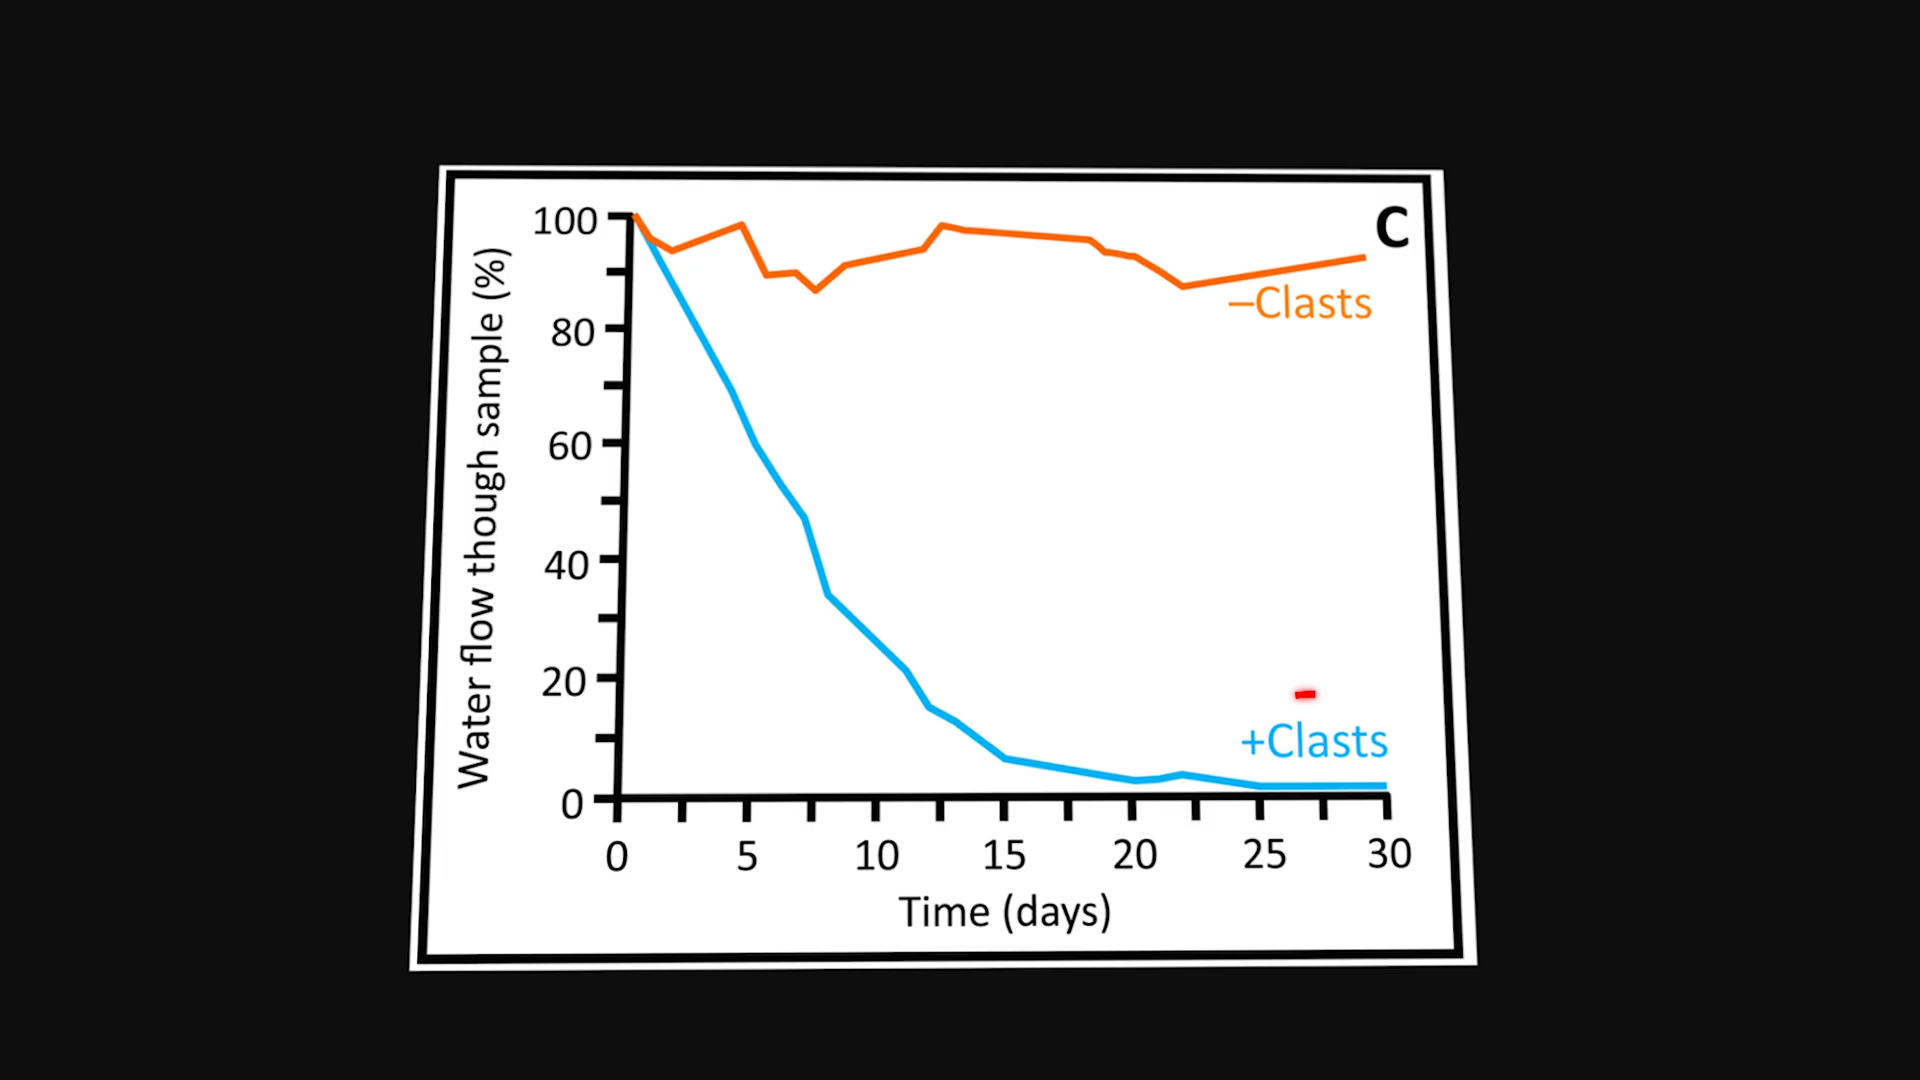 C
Water flow though sample (%)
100
80
60
40
20
0
–Clasts
+Clasts
0 5 10 15 20 25 30
Time (days)